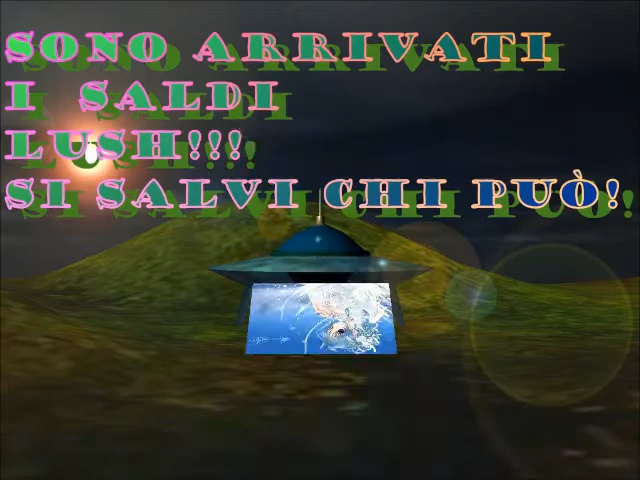 SONO ARRIVATI
I SALDI
LUSH!!!
SI SALVI CHI PUÒ!